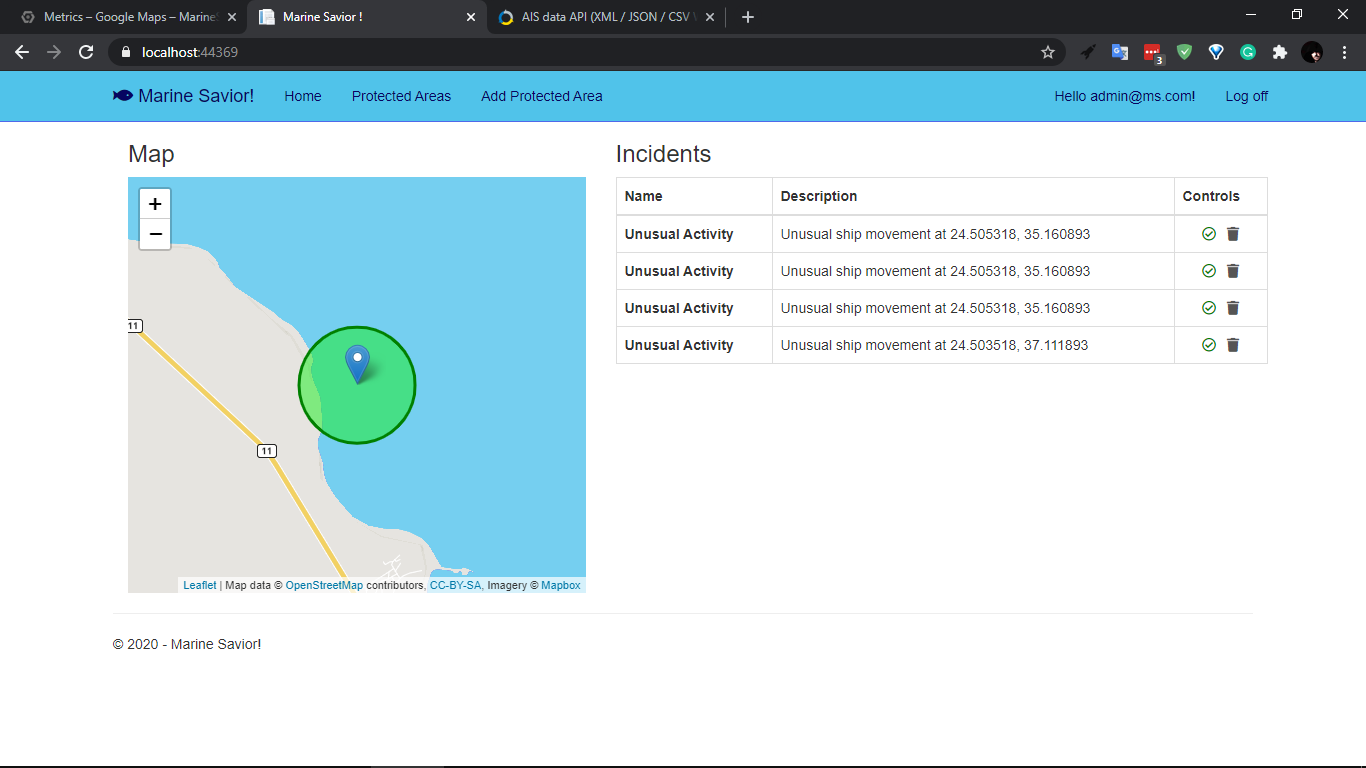 Metrics – Google Maps – Marine
Marine Savior !
AIS data API (XML / JSON / CSV
localhost:44369
3
Marine Savior!
Home
Protected Areas
Add Protected Area
Hello admin@ms.com!
Log off
Map
+
−
11
11
Leaflet | Map data © OpenStreetMap contributors, CC-BY-SA, Imagery © Mapbox
Incidents
Name Description Controls
Unusual Activity Unusual ship movement at 24.505318, 35.160893
Unusual Activity Unusual ship movement at 24.505318, 35.160893
Unusual Activity Unusual ship movement at 24.505318, 35.160893
Unusual Activity Unusual ship movement at 24.503518, 37.111893
© 2020 - Marine Savior!